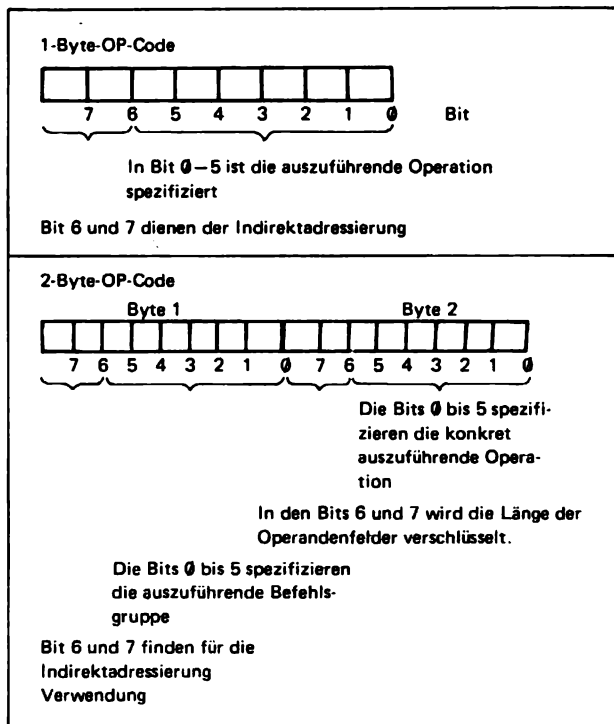 1-Byte-OP-Code
7 6 5 4 3 2 1 0 Bit
In Bit 0–5 ist die auszuführende Operation
spezifiziert
Bit 6 und 7 dienen der Indirektadressierung
2-Byte-OP-Code
Byte 1 Byte 2
7 6 5 4 3 2 1 0 7 6 5 4 3 2 1 0
Die Bits 0 bis 5 spezifi-
zieren die konkret
auszuführende Opera-
tion
In den Bits 6 und 7 wird die Länge der
Operandenfelder verschlüsselt.
Die Bits 0 bis 5 spezifizieren
die auszuführende Befehls-
gruppe
Bit 6 und 7 finden für die
Indirektadressierung
Verwendung